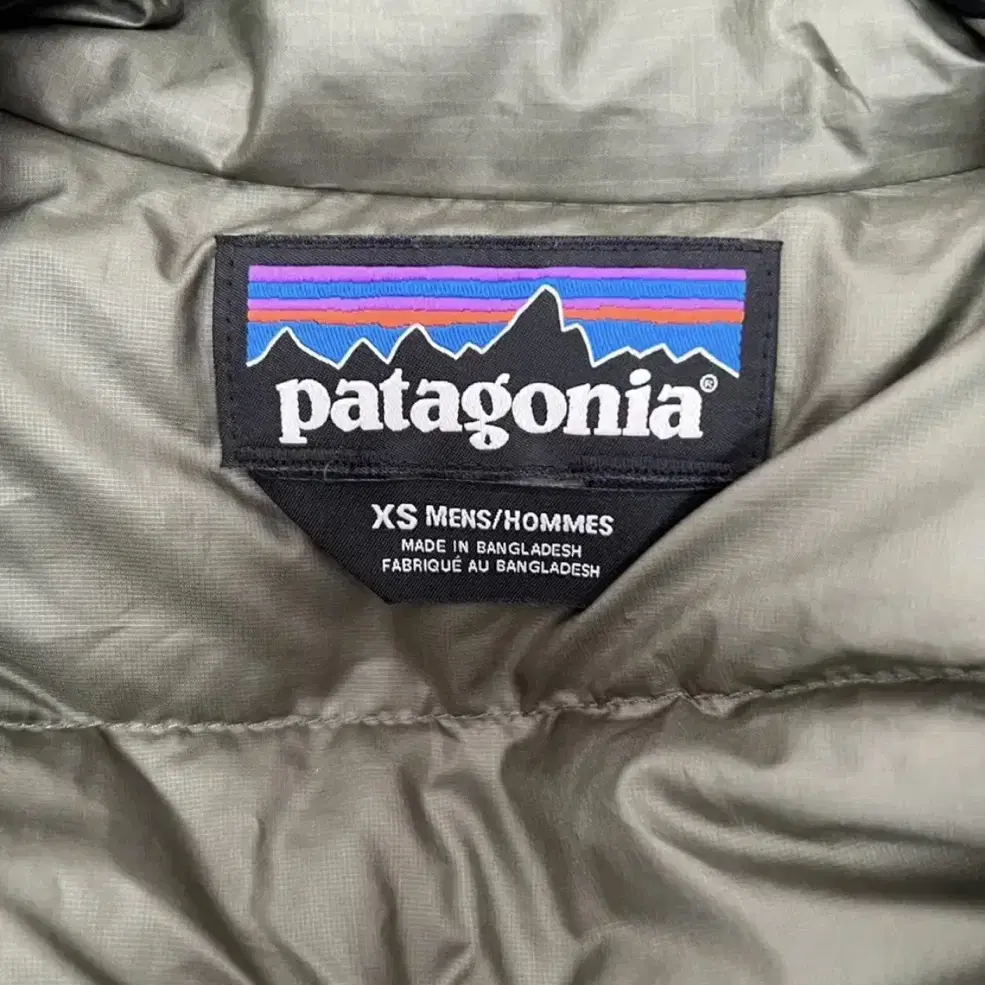 patagonia®
XS MENS/HOMMES
MADE IN BANGLADESH
FABRIQUÉ AU BANGLADESH